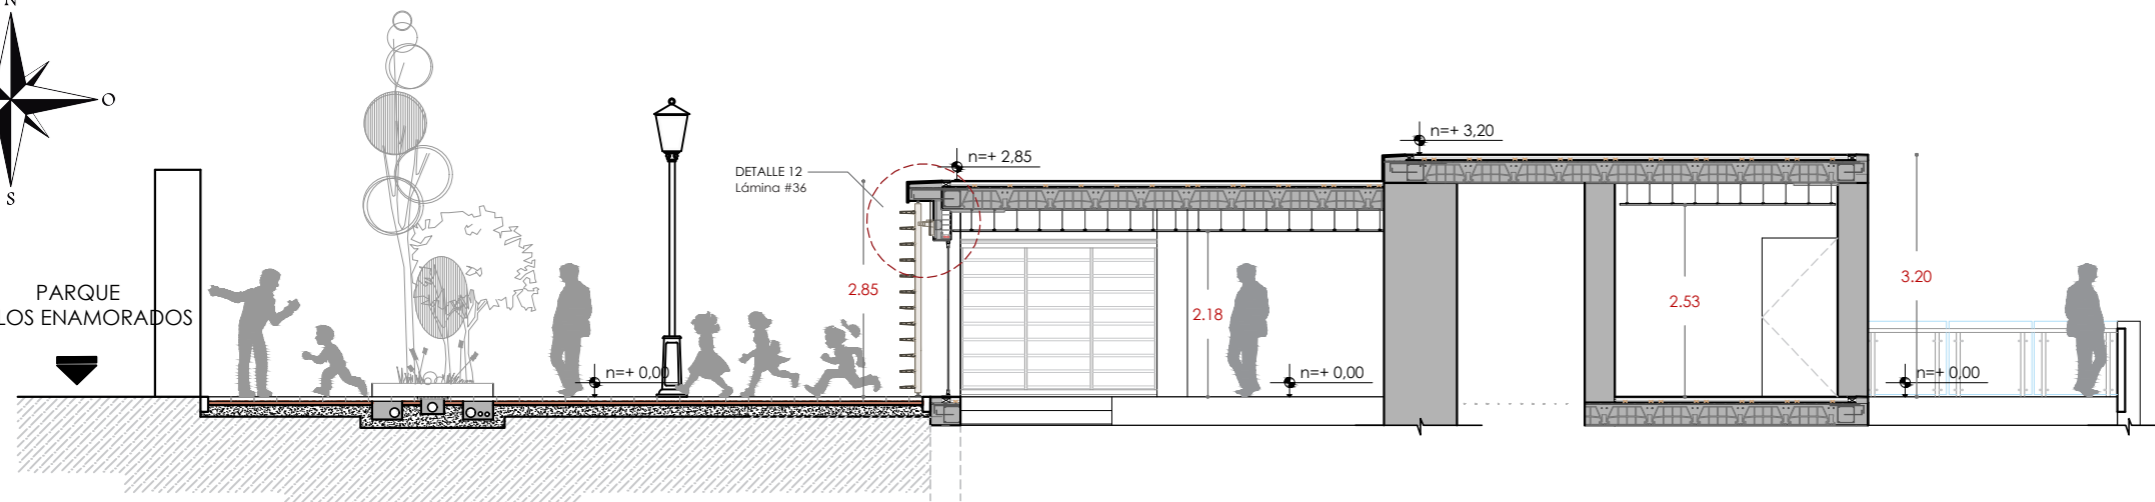 N
O
S
PARQUE
LOS ENAMORADOS
DETALLE 12
Lámina #36
n=+ 2,85
n=+ 3,20
2.85
2.18
2.53
3.20
n=+ 0,00
n=+ 0,00
n=+ 0,00